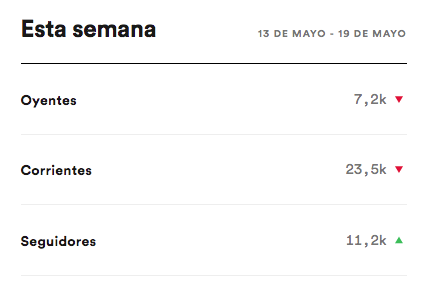 Esta semana
13 DE MAYO - 19 DE MAYO
Oyentes 7,2k
Corrientes 23,5k
Seguidores 11,2k